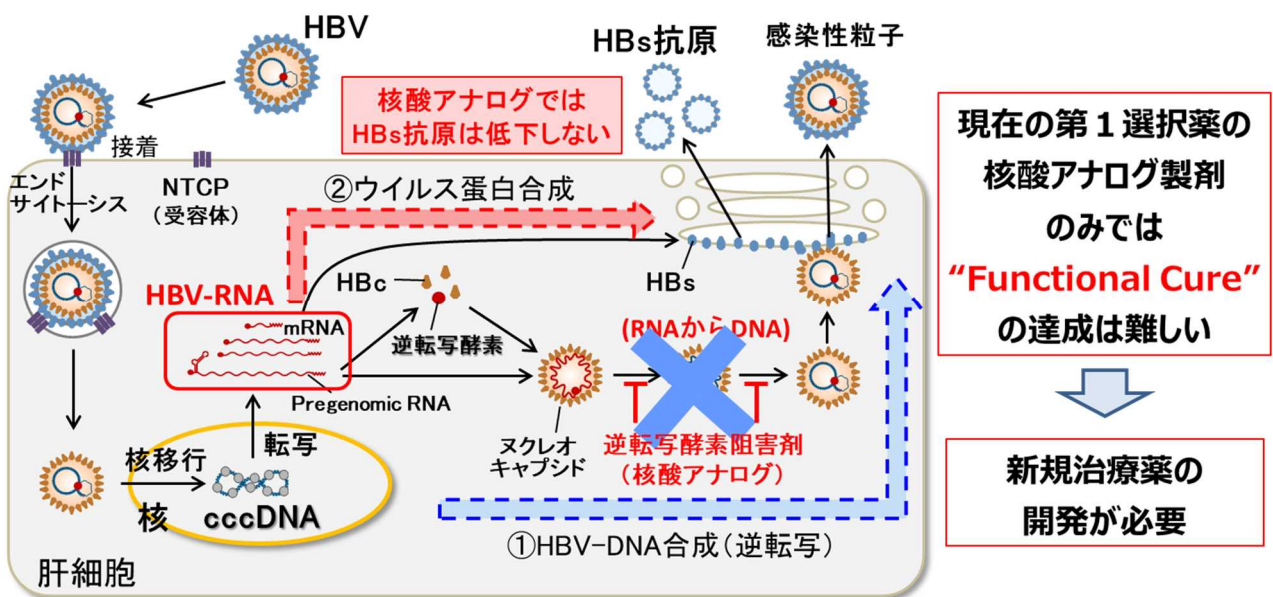 HBV
HBs抗原
感染性粒子
核酸アナログでは
HBs抗原は低下しない
接着
エンド
サイトーシス
NTCP
（受容体）
②ウイルス蛋白合成
HBc
HBs
HBV-RNA
mRNA
逆転写酵素
(RNAからDNA)
Pregenomic RNA
ヌクレオ
キャプシド
逆転写酵素阻害剤
（核酸アナログ）
転写
核移行
核
cccDNA
①HBV-DNA合成（逆転写）
肝細胞
現在の第１選択薬の
核酸アナログ製剤
のみでは
“Functional Cure”
の達成は難しい
新規治療薬の
開発が必要